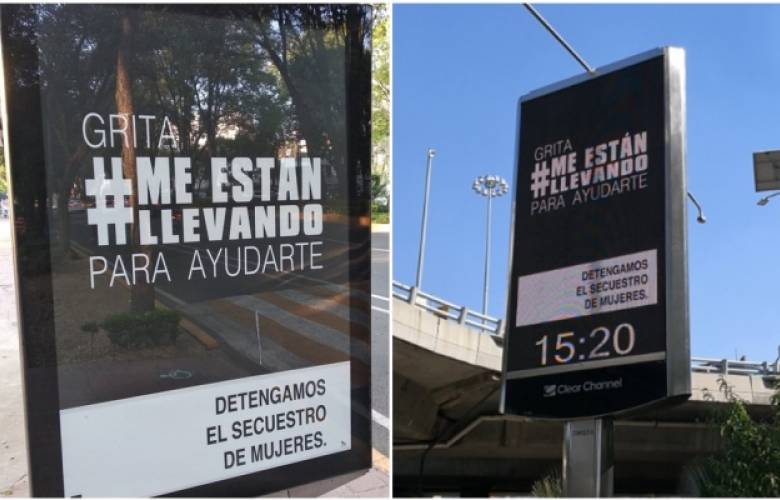 GRITA
#ME ESTÁN
LLEVANDO
PARA AYUDARTE
DETENGAMOS
EL SECUESTRO
DE MUJERES.
GRITA
#ME ESTÁN
LLEVANDO
PARA AYUDARTE
DETENGAMOS
EL SECUESTRO
DE MUJERES.
15:20
Clear Channel